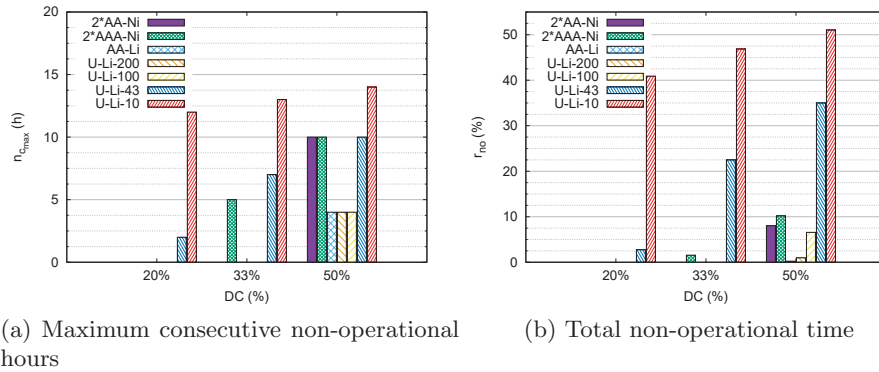 20
15
10
5
0
n_cmax (h)
2*AA-Ni
2*AAA-Ni
AA-Li
U-Li-200
U-Li-100
U-Li-43
U-Li-10
20%
33%
50%
DC (%)
(a) Maximum consecutive non-operational
hours
50
40
30
20
10
0
r_no (%)
2*AA-Ni
2*AAA-Ni
AA-Li
U-Li-200
U-Li-100
U-Li-43
U-Li-10
20%
33%
50%
DC (%)
(b) Total non-operational time